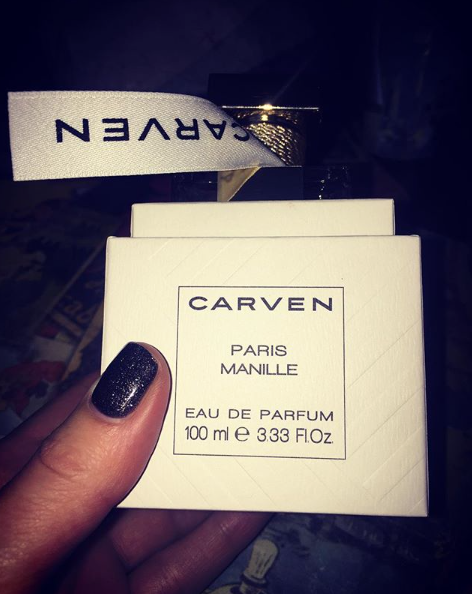 CARVEN
CARVEN
PARIS
MANILLE
EAU DE PARFUM
100 ml ℮ 3.33 Fl.Oz.